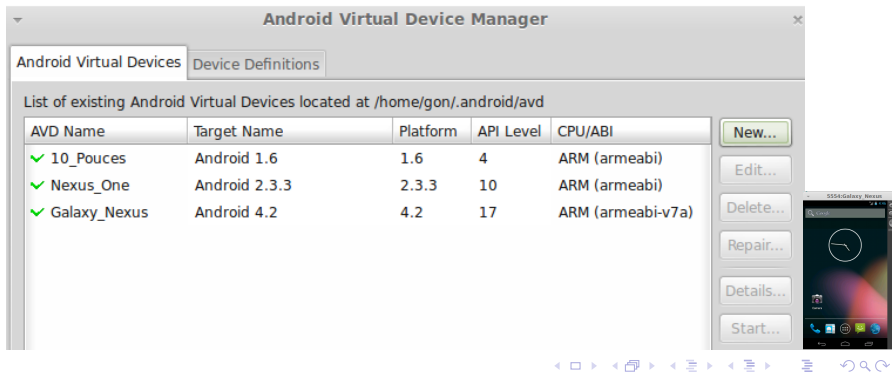 Android Virtual Device Manager
Android Virtual Devices Device Definitions
List of existing Android Virtual Devices located at /home/gon/.android/avd
AVD Name Target Name Platform API Level CPU/ABI
10_Pouces Android 1.6 1.6 4 ARM (armeabi)
Nexus_One Android 2.3.3 2.3.3 10 ARM (armeabi)
Galaxy_Nexus Android 4.2 4.2 17 ARM (armeabi-v7a)
New...
Edit...
Delete...
Repair...
Details...
Start...
5554:Galaxy_Nexus